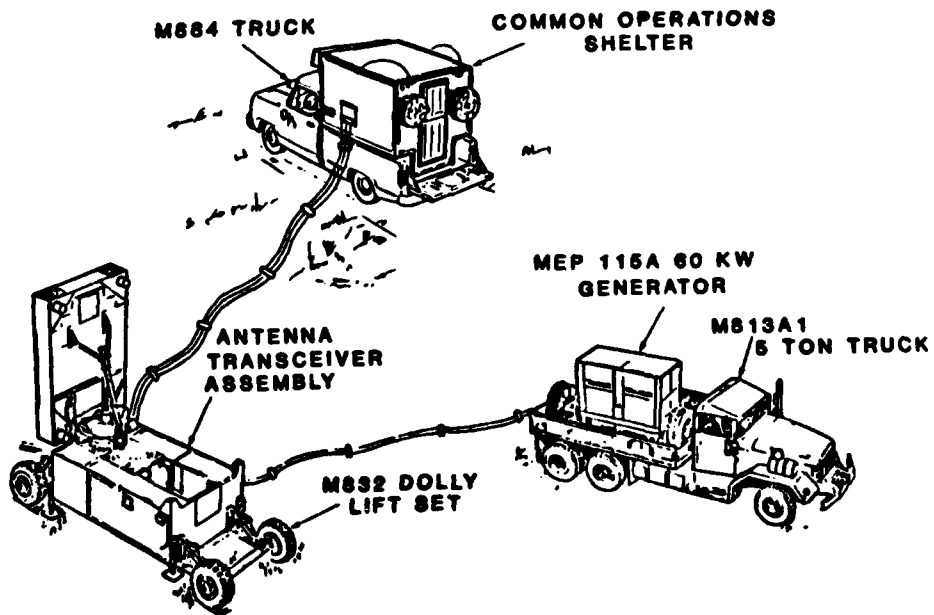 M884 TRUCK
COMMON OPERATIONS
SHELTER
MEP 115A 60 KW
GENERATOR
M813A1
5 TON TRUCK
ANTENNA
TRANSCEIVER
ASSEMBLY
M832 DOLLY
LIFT SET